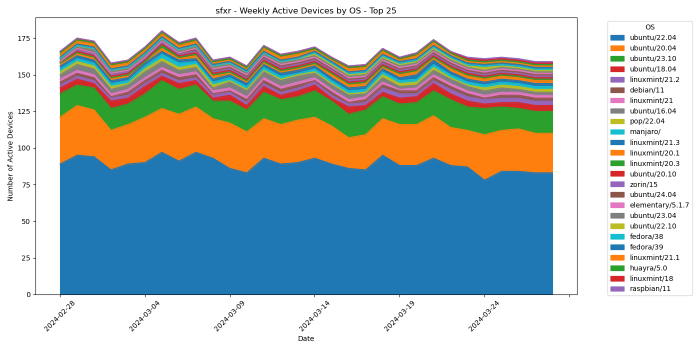 sfxr - Weekly Active Devices by OS - Top 25
Number of Active Devices
175
150
125
100
75
50
25
0
2024-02-28
2024-03-04
2024-03-09
2024-03-14
2024-03-19
2024-03-24
Date
OS
ubuntu/22.04
ubuntu/20.04
ubuntu/23.10
ubuntu/18.04
linuxmint/21.2
debian/11
linuxmint/21
ubuntu/16.04
pop/22.04
manjaro/
linuxmint/21.3
linuxmint/20.1
linuxmint/20.3
ubuntu/20.10
zorin/15
ubuntu/24.04
elementary/5.1.7
ubuntu/23.04
ubuntu/22.10
fedora/38
fedora/39
linuxmint/21.1
huayra/5.0
linuxmint/18
raspbian/11